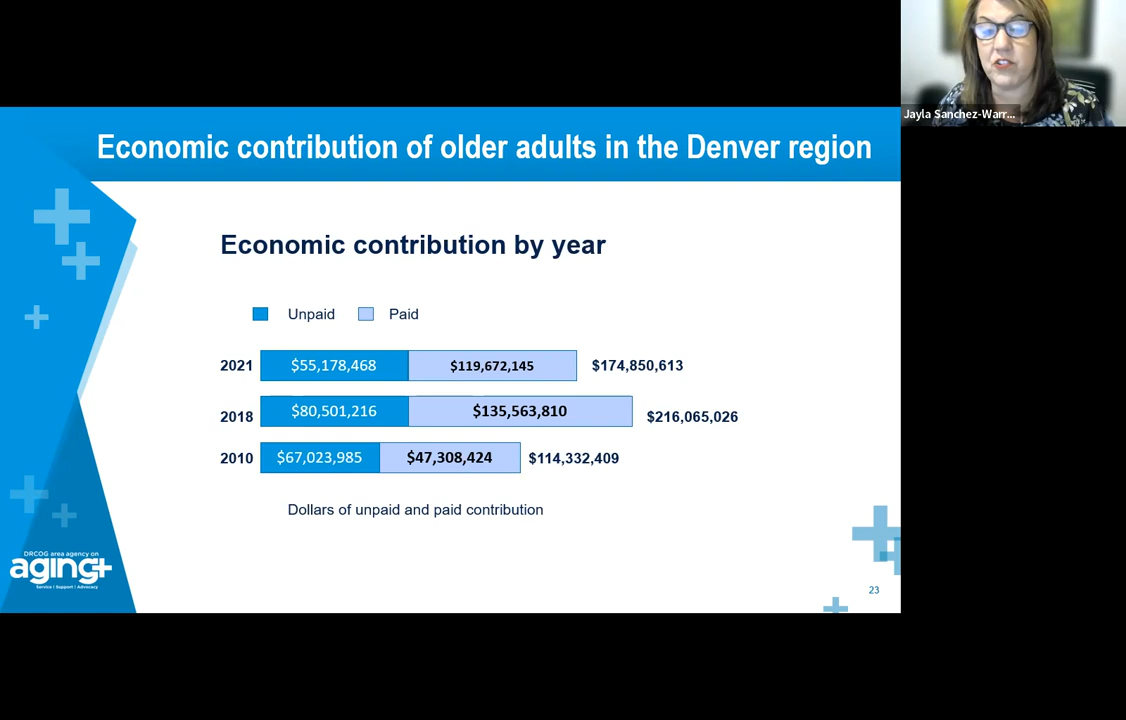 Jayla Sanchez-Warr...
Economic contribution of older adults in the Denver region
Economic contribution by year
Unpaid Paid
2021 $55,178,468 $119,672,145 $174,850,613
2018 $80,501,216 $135,563,810 $216,065,026
2010 $67,023,985 $47,308,424 $114,332,409
Dollars of unpaid and paid contribution
DRCOG area agency on
aging+
Service | Support | Advocacy
23